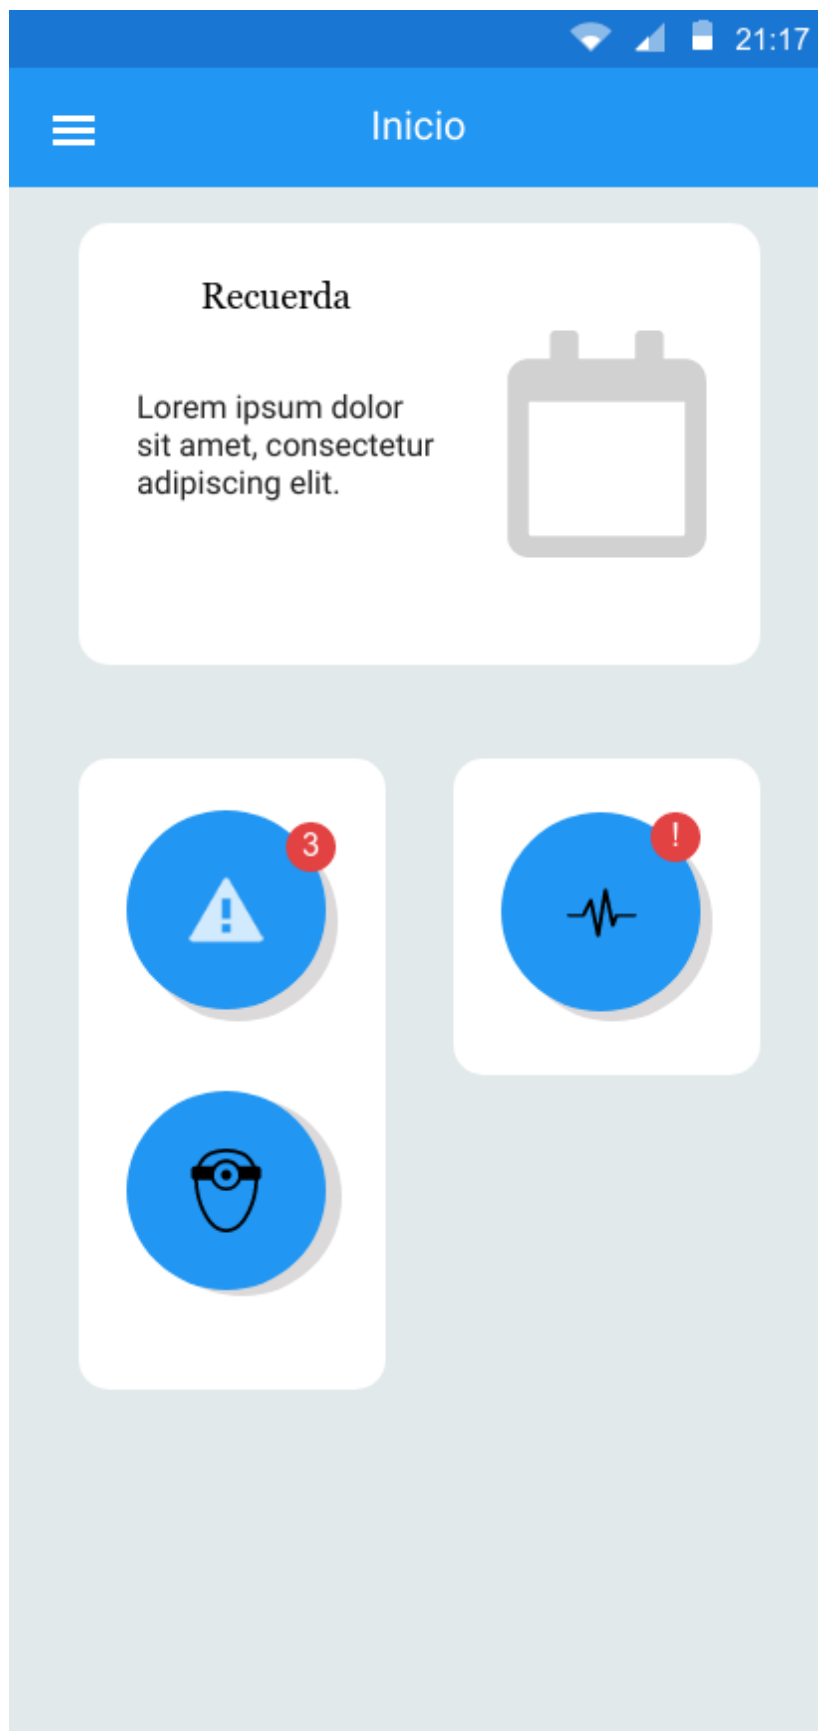 21:17
Inicio
Recuerda
Lorem ipsum dolor
sit amet, consectetur
adipiscing elit.
3
!